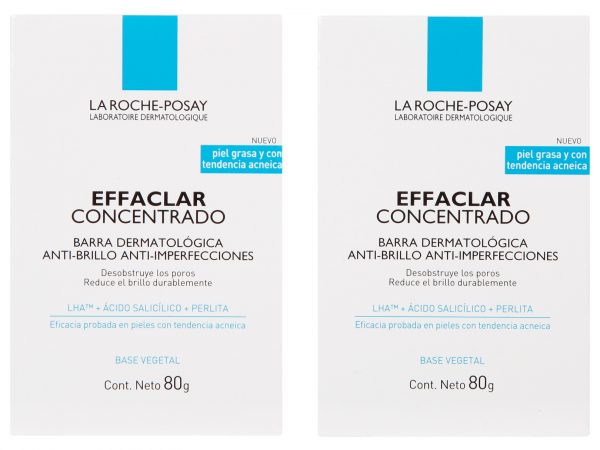 LA ROCHE-POSAY
LABORATOIRE DERMATOLOGIQUE
NUEVO
piel grasa y con
tendencia acneica
EFFACLAR
CONCENTRADO
BARRA DERMATOLÓGICA
ANTI-BRILLO ANTI-IMPERFECCIONES
Desobstruye los poros
Reduce el brillo durablemente
LHA™ + ÁCIDO SALICÍLICO + PERLITA
Eficacia probada en pieles con tendencia acneica
BASE VEGETAL
Cont. Neto 80g
LA ROCHE-POSAY
LABORATOIRE DERMATOLOGIQUE
NUEVO
piel grasa y con
tendencia acneica
EFFACLAR
CONCENTRADO
BARRA DERMATOLÓGICA
ANTI-BRILLO ANTI-IMPERFECCIONES
Desobstruye los poros
Reduce el brillo durablemente
LHA™ + ÁCIDO SALICÍLICO + PERLITA
Eficacia probada en pieles con tendencia acneica
BASE VEGETAL
Cont. Neto 80g